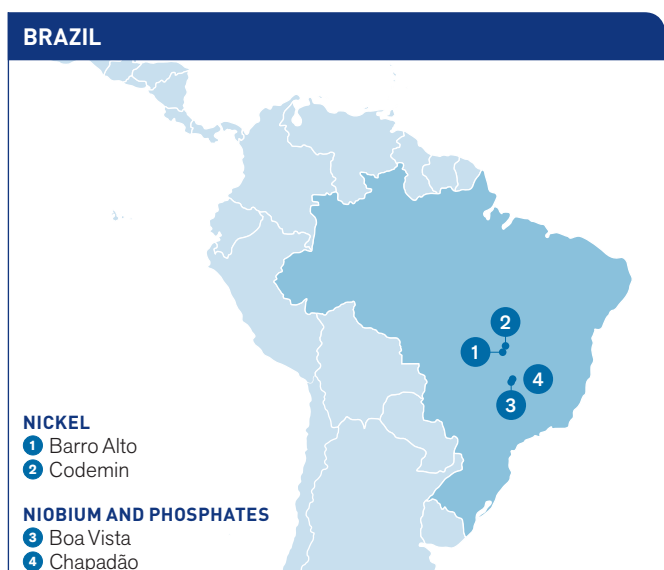 BRAZIL
2
1
4
3
NICKEL
1 Barro Alto
2 Codemin
NIOBIUM AND PHOSPHATES
3 Boa Vista
4 Chapadão